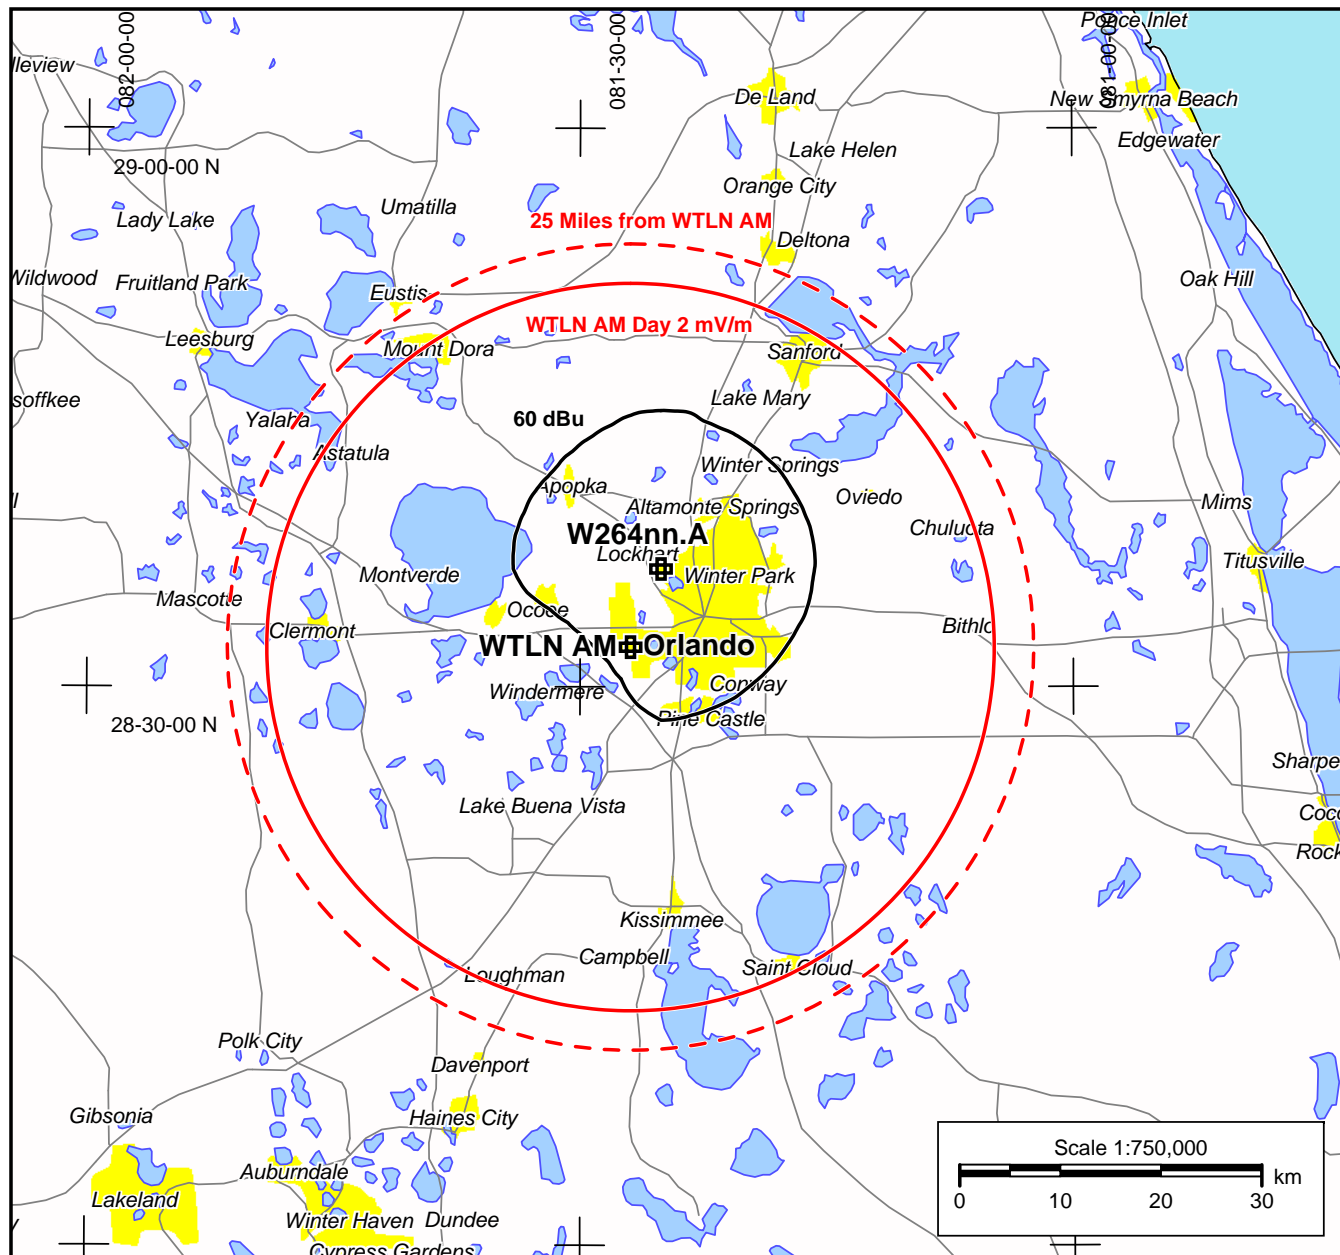 Ponce Inlet
lleview
082-00-00
081-30-00
081-00-00
De Land
New Smyrna Beach
Edgewater
Lake Helen
29-00-00 N
Orange City
Umatilla
Lady Lake
25 Miles from WTLN AM
Deltona
Wildwood
Fruitland Park
Eustis
Oak Hill
WTLN AM Day 2 mV/m
Leesburg
Mount Dora
Sanford
soffkee
Lake Mary
Yalaha
60 dBu
Astatula
Winter Springs
Apopka
Oviedo
Altamonte Springs
Mims
ll
W264nn.A
Chuluota
Lockhart
Titusville
Montverde
Winter Park
Mascotte
Ocoee
Clermont
Bithlo
WTLN AM
Orlando
Windermere
Conway
28-30-00 N
Pine Castle
Sharpe
Lake Buena Vista
Coco
Rock
Kissimmee
Campbell
Saint Cloud
Loughman
Polk City
Davenport
Gibsonia
Haines City
Scale 1:750,000
km
0 10 20 30
Auburndale
Lakeland
Winter Haven
Dundee
Cypress Gardens